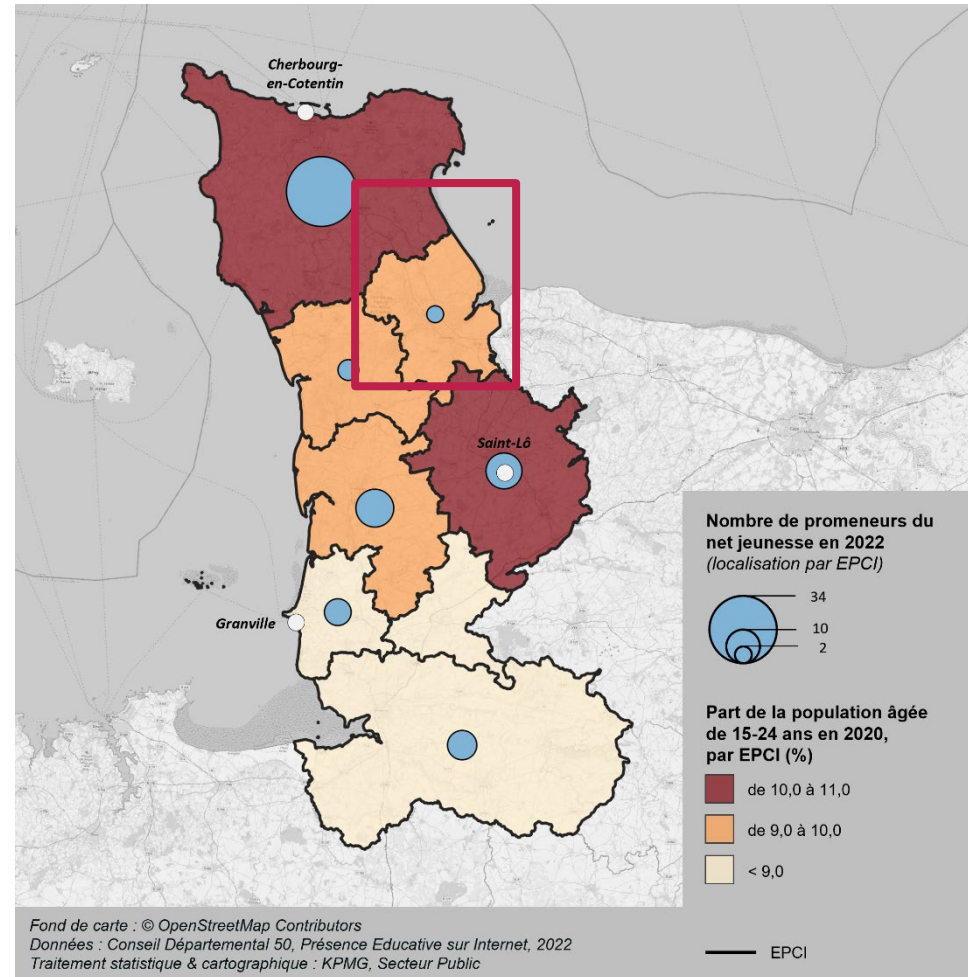 Cherbourg-
en-Cotentin
Saint-Lô
Granville
Nombre de promeneurs du
net jeunesse en 2022
(localisation par EPCI)
34
10
2
Part de la population âgée
de 15-24 ans en 2020,
par EPCI (%)
de 10,0 à 11,0
de 9,0 à 10,0
< 9,0
EPCI
Fond de carte : © OpenStreetMap Contributors
Données : Conseil Départemental 50, Présence Educative sur Internet, 2022
Traitement statistique & cartographique : KPMG, Secteur Public